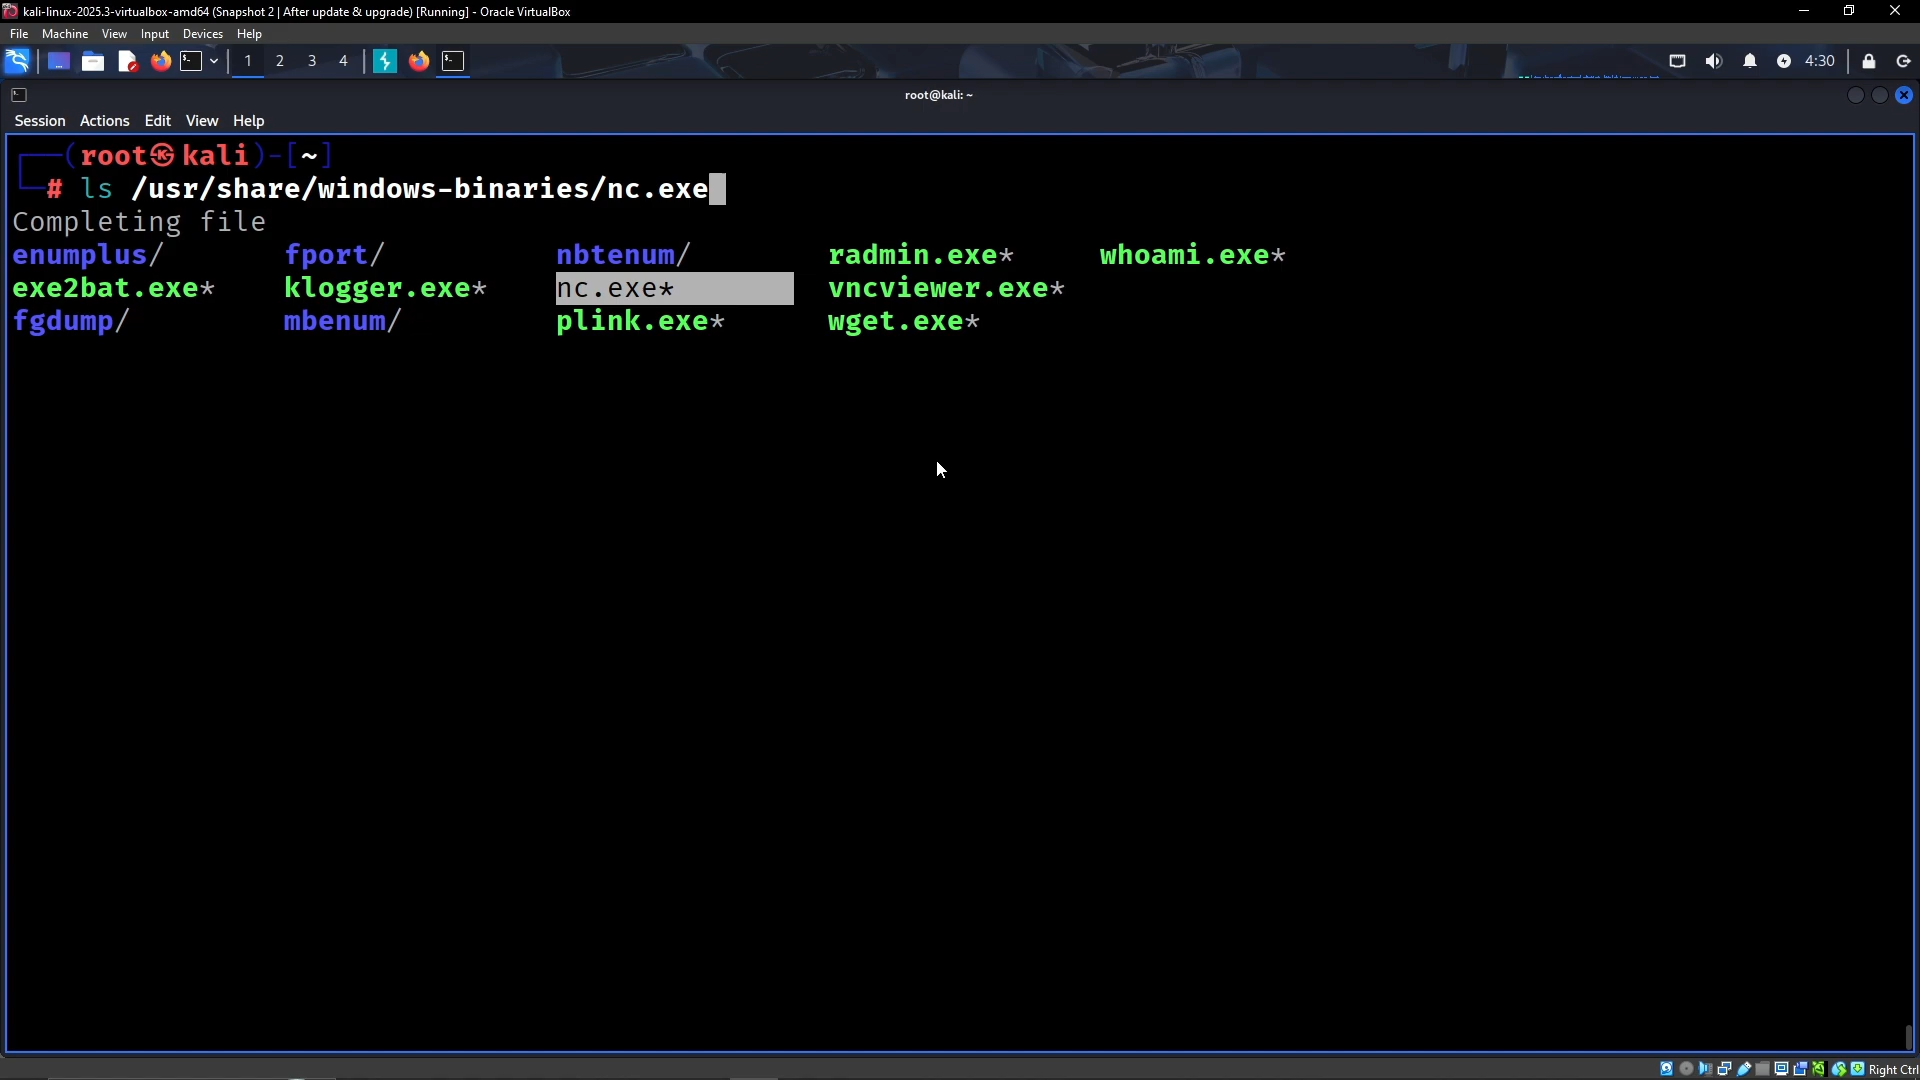 kali-linux-2025.3-virtualbox-amd64 (Snapshot 2 | After update & upgrade) [Running] - Oracle VirtualBox
File Machine View Input Devices Help
1 2 3 4 4:30
root@kali: ~
Session Actions Edit View Help
┌──(root㉿kali)-[~]
└─# ls /usr/share/windows-binaries/nc.exe
Completing file
enumplus/ fport/ nbtenum/ radmin.exe* whoami.exe*
exe2bat.exe* klogger.exe* nc.exe* vncviewer.exe*
fgdump/ mbenum/ plink.exe* wget.exe*
Right Ctrl